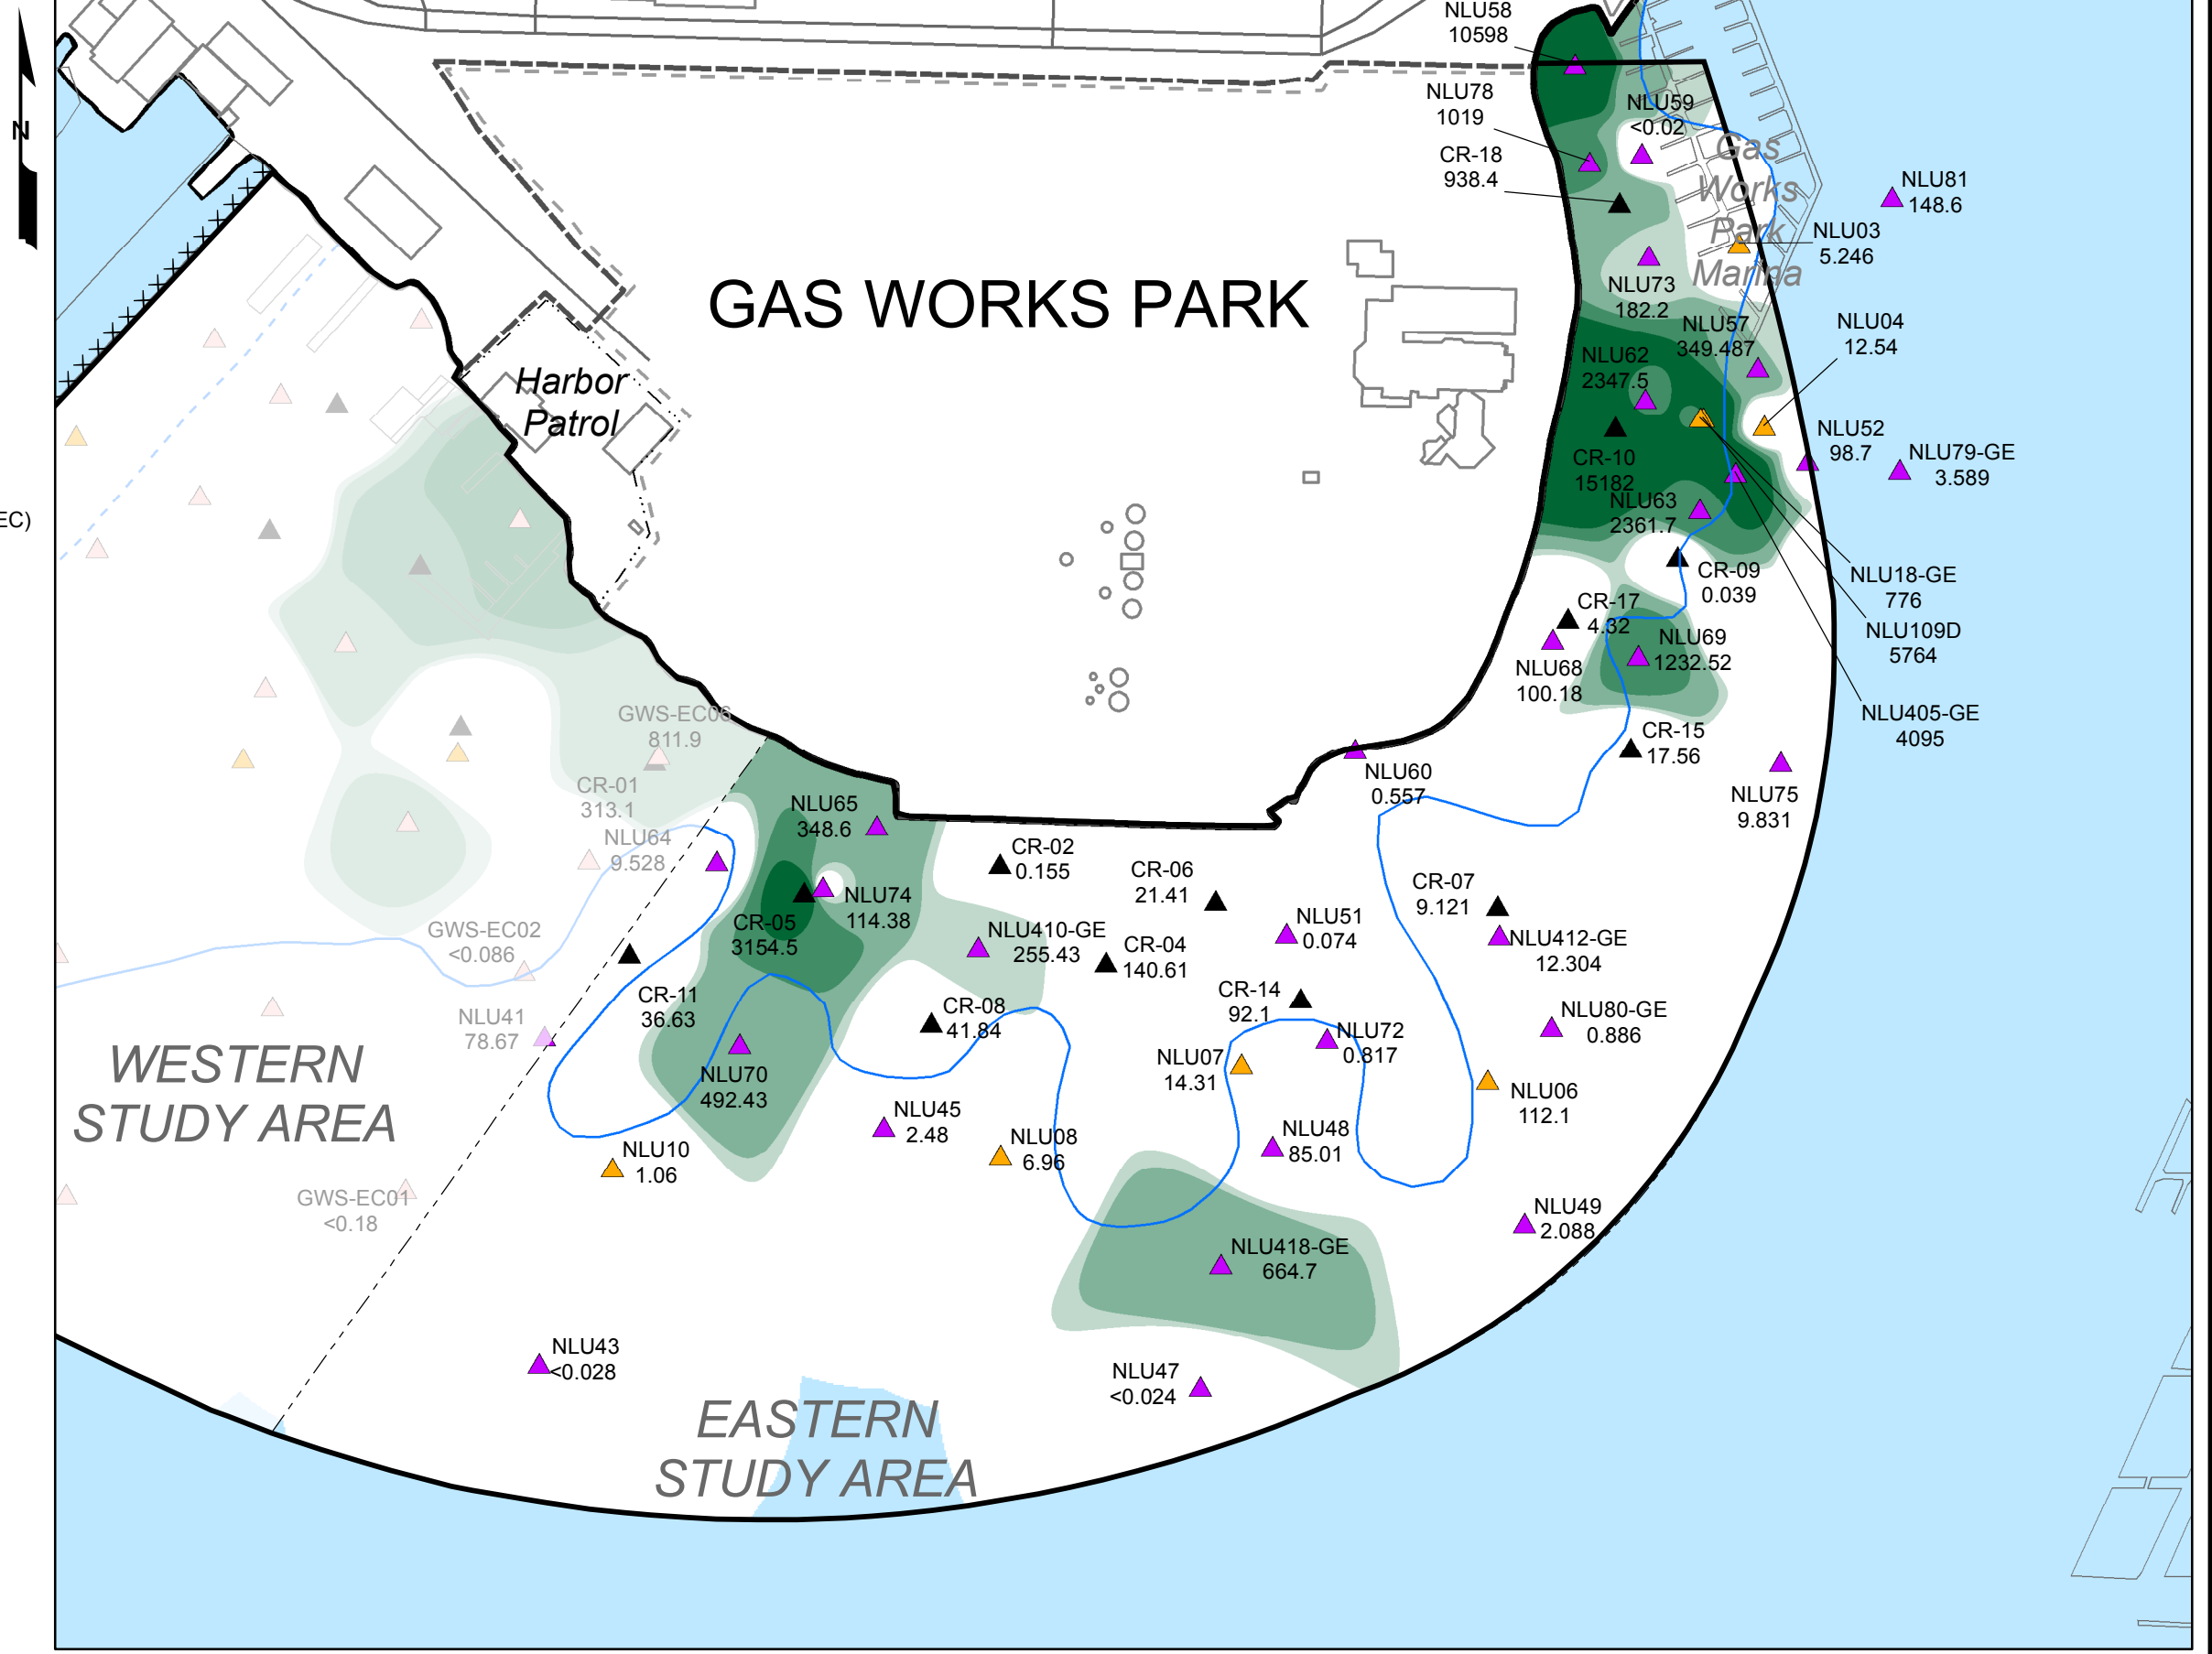 N
EC)
NLU58
10598
NLU78
1019
CR-18
938.4
NLU59
<0.02
Gas
Works
Park
Marina
NLU81
148.6
NLU03
5.246
NLU73
182.2
NLU57
349.487
NLU04
12.54
NLU62
2347.5
GAS WORKS PARK
Harbor
Patrol
NLU52
98.7
NLU79-GE
3.589
CR-10
15182
NLU63
2361.7
CR-09
0.039
NLU18-GE
776
NLU109D
5764
NLU405-GE
4095
CR-17
4.32
NLU69
1232.52
NLU68
100.18
CR-15
17.56
NLU75
9.831
NLU60
0.557
GWS-EC06
811.9
CR-01
313.1
NLU64
9.528
NLU65
348.6
CR-02
0.155
CR-06
21.41
CR-07
9.121
NLU74
114.38
CR-05
3154.5
NLU410-GE
255.43
CR-04
140.61
NLU51
0.074
NLU412-GE
12.304
GWS-EC02
<0.086
CR-11
36.63
CR-08
41.84
CR-14
92.1
NLU80-GE
0.886
NLU41
78.67
NLU72
0.817
NLU07
14.31
NLU70
492.43
NLU06
112.1
WESTERN
STUDY AREA
NLU45
2.48
NLU08
6.96
NLU48
85.01
NLU10
1.06
GWS-EC01
<0.18
NLU49
2.088
NLU418-GE
664.7
NLU43
<0.028
NLU47
<0.024
EASTERN
STUDY AREA